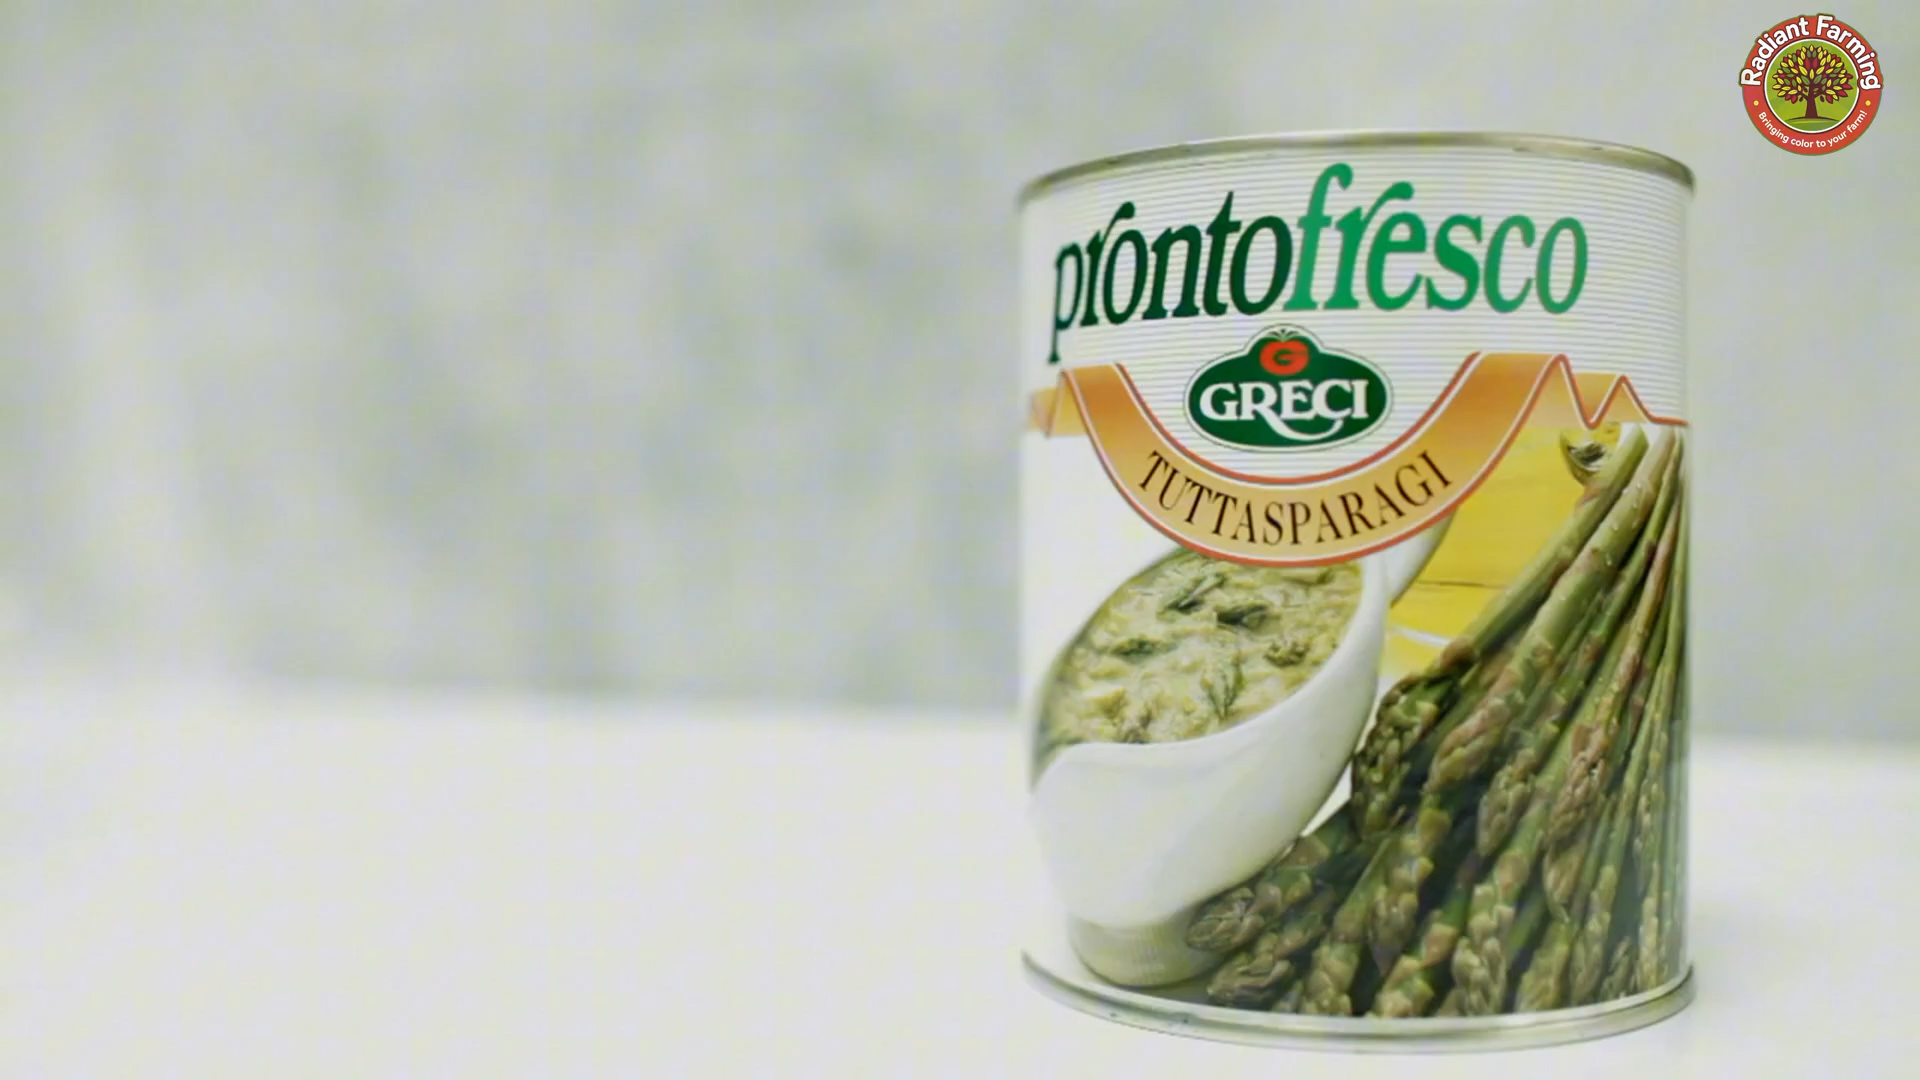 Radiant Farming
Bringing color to your farm!
prontofresco
G
GRECI
TUTTASPARAGI